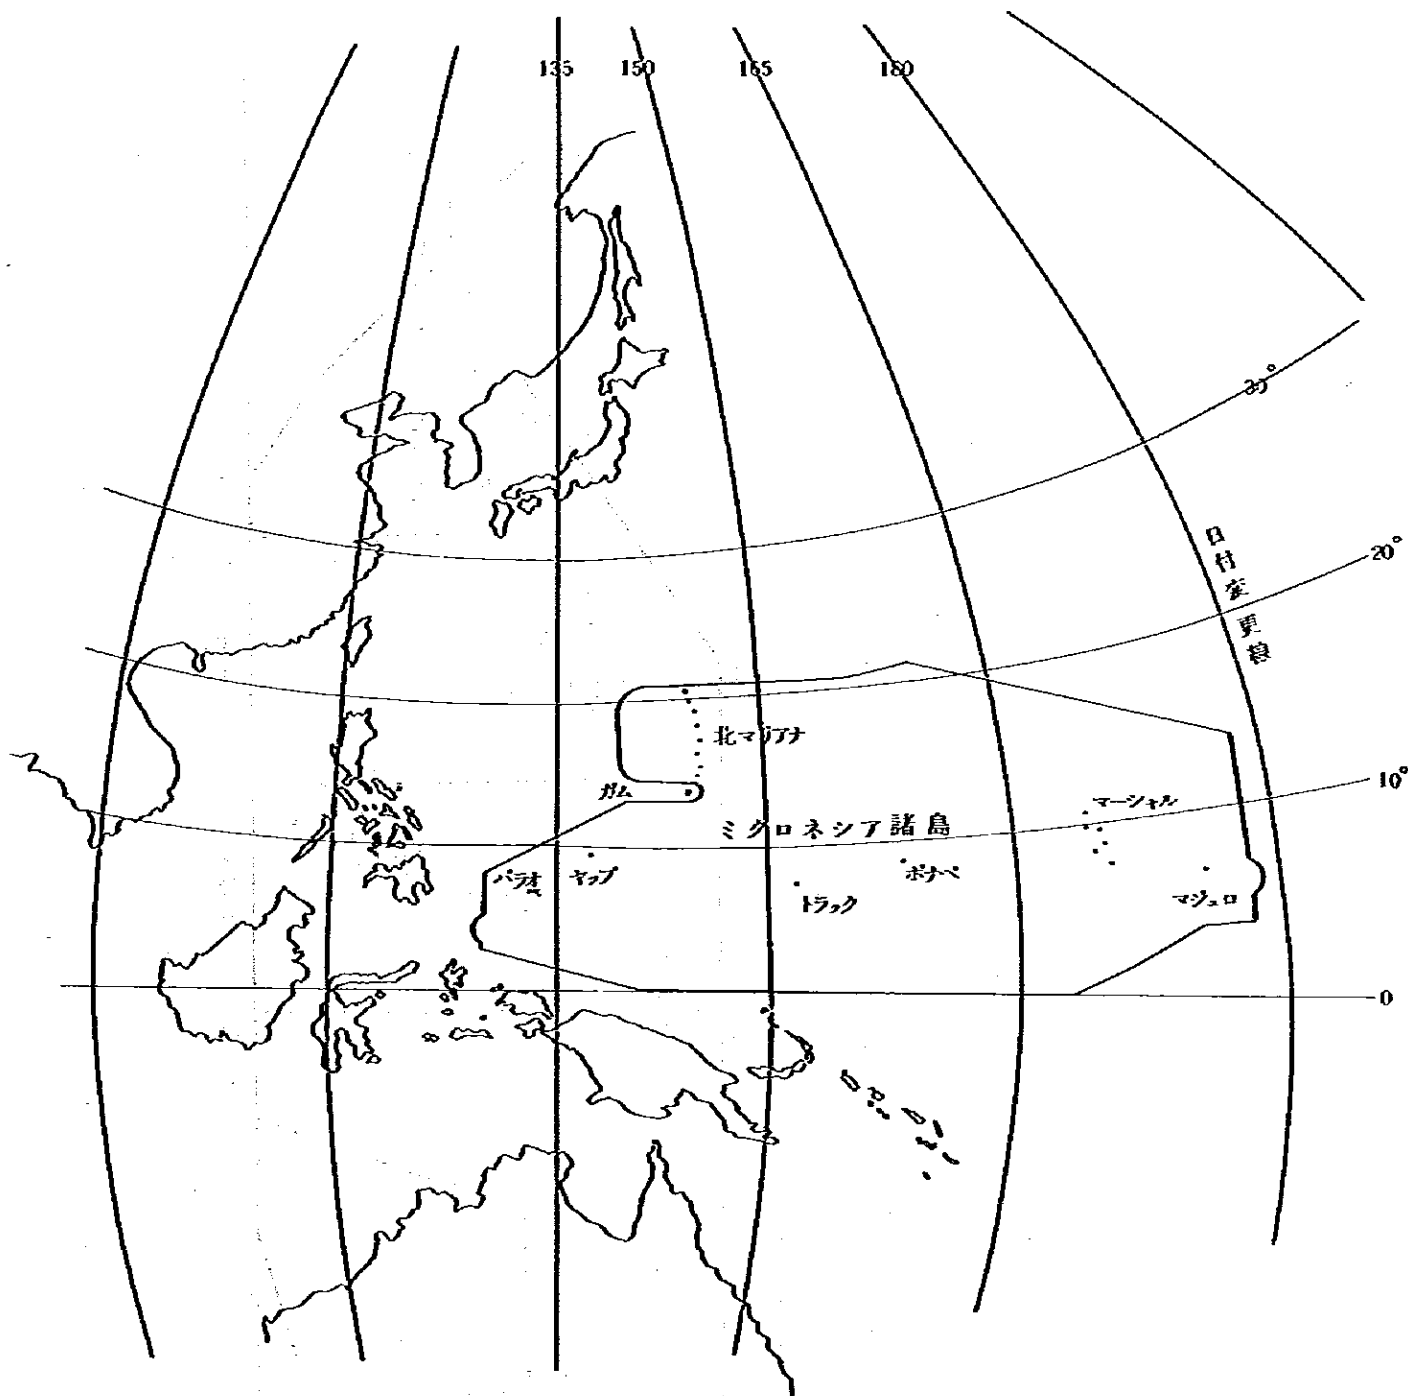 135 150 165 180
30°
日付変更線
20°
北マリアナ
10°
ガム
マーシャル
ミクロネシア諸島
パラオ
ヤップ
ポナペ
トラック
マジュロ
0